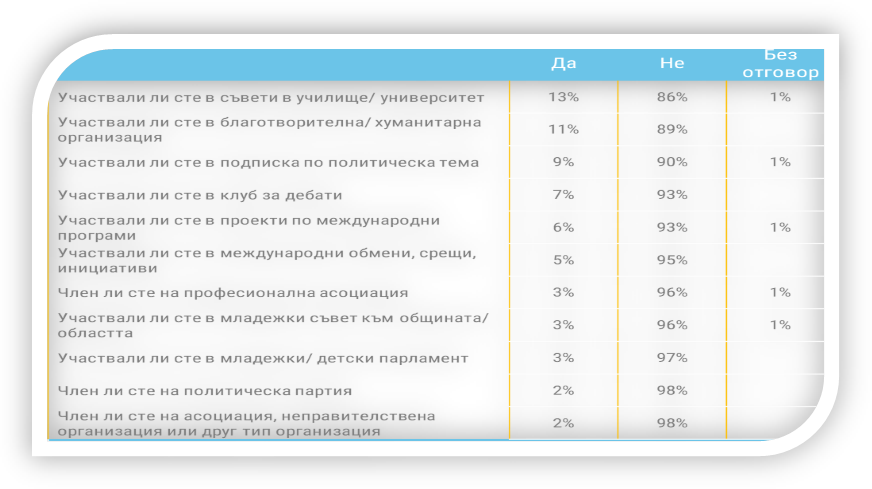 Да Не Без отговор
Участвали ли сте в съвети в училище/ университет 13% 86% 1%
Участвали ли сте в благотворителна/ хуманитарна
организация 11% 89%
Участвали ли сте в подписка по политическа тема 9% 90% 1%
Участвали ли сте в клуб за дебати 7% 93%
Участвали ли сте в проекти по международни
програми 6% 93% 1%
Участвали ли сте в международни обмени, срещи,
инициативи 5% 95%
Член ли сте на професионална асоциация 3% 96% 1%
Участвали ли сте в младежки съвет към общината/
областта 3% 96% 1%
Участвали ли сте в младежки/ детски парламент 3% 97%
Член ли сте на политическа партия 2% 98%
Член ли сте на асоциация, неправителствена
организация или друг тип организация 2% 98%